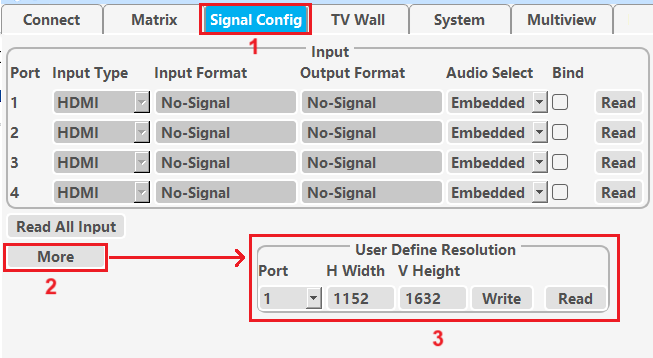 Connect Matrix Signal Config TV Wall System Multiview
1
Input
Port Input Type Input Format Output Format Audio Select Bind
1 HDMI No-Signal No-Signal Embedded Read
2 HDMI No-Signal No-Signal Embedded Read
3 HDMI No-Signal No-Signal Embedded Read
4 HDMI No-Signal No-Signal Embedded Read
Read All Input
More
2
User Define Resolution
Port H Width V Height
1 1152 1632 Write Read
3